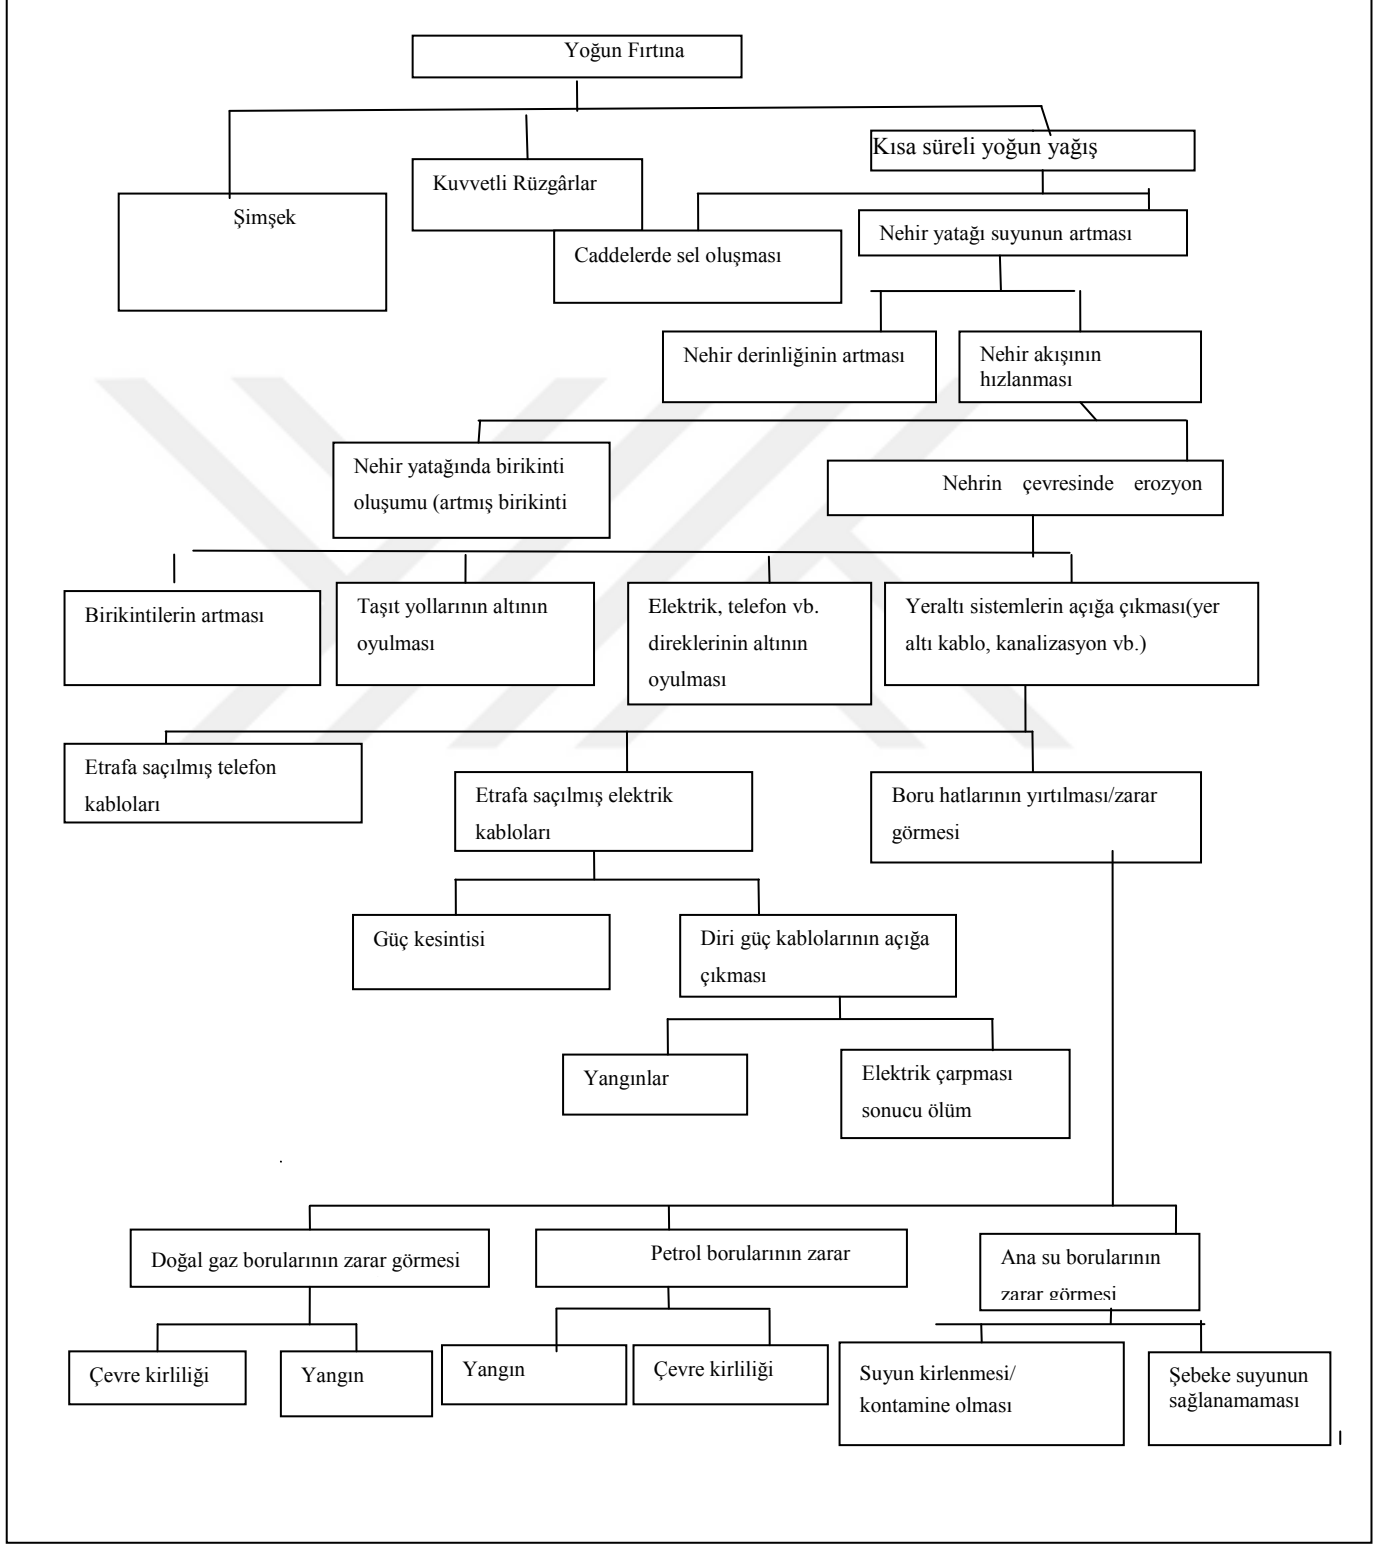 Yoğun Fırtına
Kısa süreli yoğun yağış
Kuvvetli Rüzgârlar
Şimşek
Nehir yatağı suyunun artması
Caddelerde sel oluşması
Nehir derinliğinin artması
Nehir akışının
hızlanması
Nehir yatağında birikinti
oluşumu (artmış birikinti
Nehrin çevresinde erozyon
Birikintilerin artması
Taşıt yollarının altının
oyulması
Elektrik, telefon vb.
direklerinin altının
oyulması
Yeraltı sistemlerin açığa çıkması(yer
altı kablo, kanalizasyon vb.)
Etrafa saçılmış telefon
kabloları
Etrafa saçılmış elektrik
kabloları
Boru hatlarının yırtılması/zarar
görmesi
Güç kesintisi
Diri güç kablolarının açığa
çıkması
Yangınlar
Elektrik çarpması
sonucu ölüm
Doğal gaz borularının zarar görmesi
Petrol borularının zarar
Ana su borularının
zarar görmesi
Çevre kirliliği
Yangın
Yangın
Çevre kirliliği
Suyun kirlenmesi/
kontamine olması
Şebeke suyunun
sağlanamaması